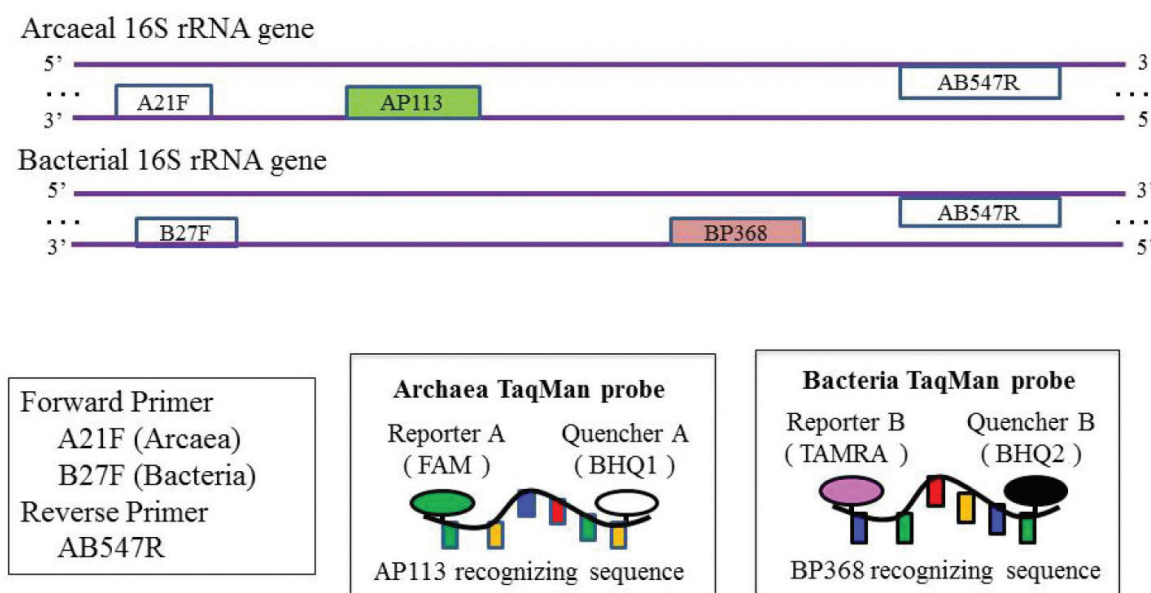 Arcaeal 16S rRNA gene
5’ 3
A21F AP113 AB547R
... ...
3’ 5
Bacterial 16S rRNA gene
5’ 3’
B27F BP368 AB547R
... ...
3’ 5’
Forward Primer
A21F (Arcaea)
B27F (Bacteria)
Reverse Primer
AB547R
Archaea TaqMan probe
Reporter A Quencher A
( FAM ) ( BHQ1 )
AP113 recognizing sequence
Bacteria TaqMan probe
Reporter B Quencher B
( TAMRA ) ( BHQ2 )
BP368 recognizing sequence